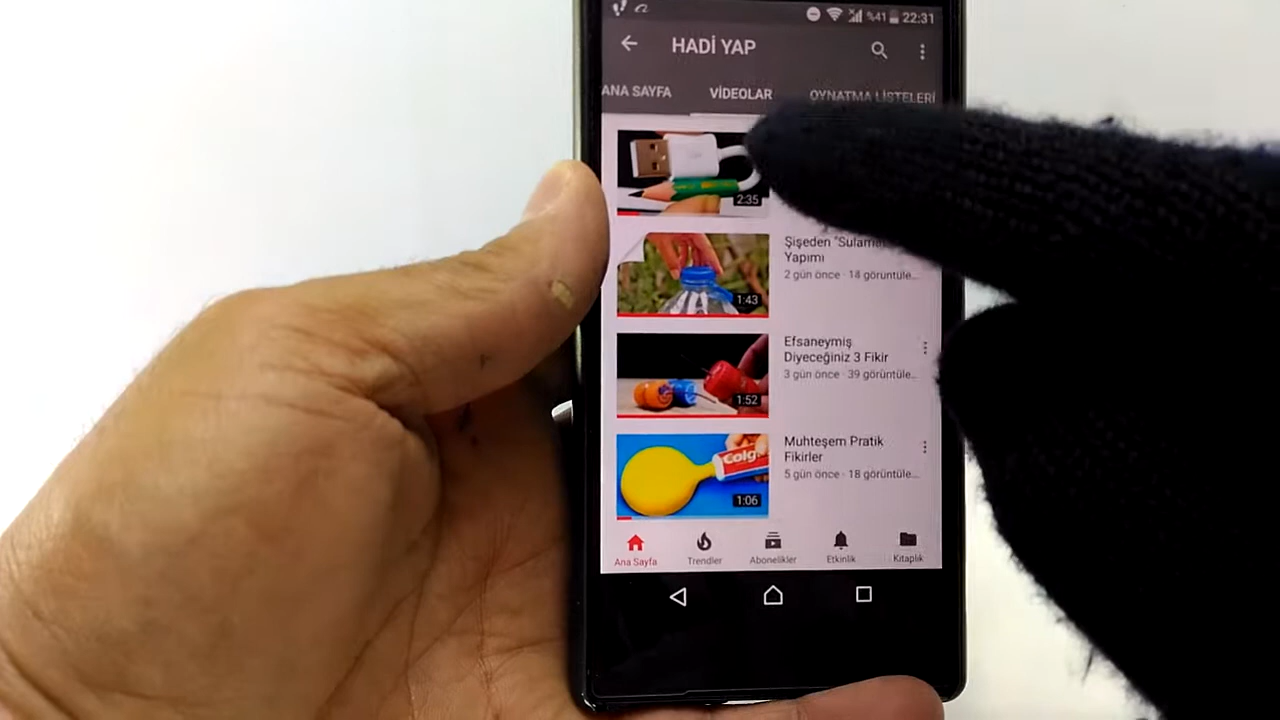 %41 22:31
HADİ YAP
ANA SAYFA VİDEOLAR OYNATMA LİSTELERİ
2:35
Şişeden "Sulama
Yapımı
2 gün önce · 18 görüntüle...
1:43
Efsaneymiş
Diyeceğiniz 3 Fikir
3 gün önce · 39 görüntüle...
1:52
Muhteşem Pratik
Fikirler
5 gün önce · 18 görüntüle...
Colg
1:06
Ana Sayfa Trendler Abonelikler Etkinlik Kitaplık